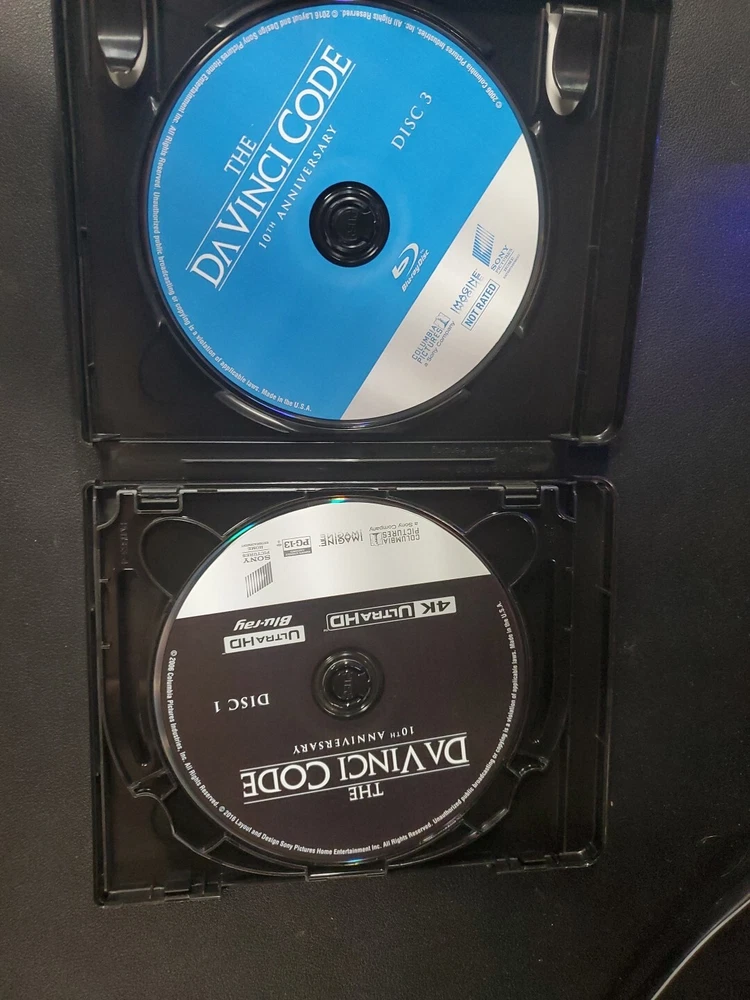 THE
DA VINCI CODE
10TH ANNIVERSARY
DISC 3
Blu-ray Disc
COLUMBIA
PICTURES
a Sony Company
IMAGINE
SONY
NOT RATED
© 2006 Columbia Pictures Industries, Inc. All Rights Reserved. © 2016 Layout and Design Sony Pictures Home Entertainment Inc. All Rights Reserved. Unauthorized public broadcasting or copying is a violation of applicable laws. Made in the U.S.A.
THE
DA VINCI CODE
10TH ANNIVERSARY
DISC 1
4K ULTRA HD
ULTRA HD
Blu-ray
COLUMBIA
PICTURES
a Sony Company
IMAGINE
PG-13
SONY
© 2006 Columbia Pictures Industries, Inc. All Rights Reserved. © 2016 Layout and Design Sony Pictures Home Entertainment Inc. All Rights Reserved. Unauthorized public broadcasting or copying is a violation of applicable laws. Made in the U.S.A.